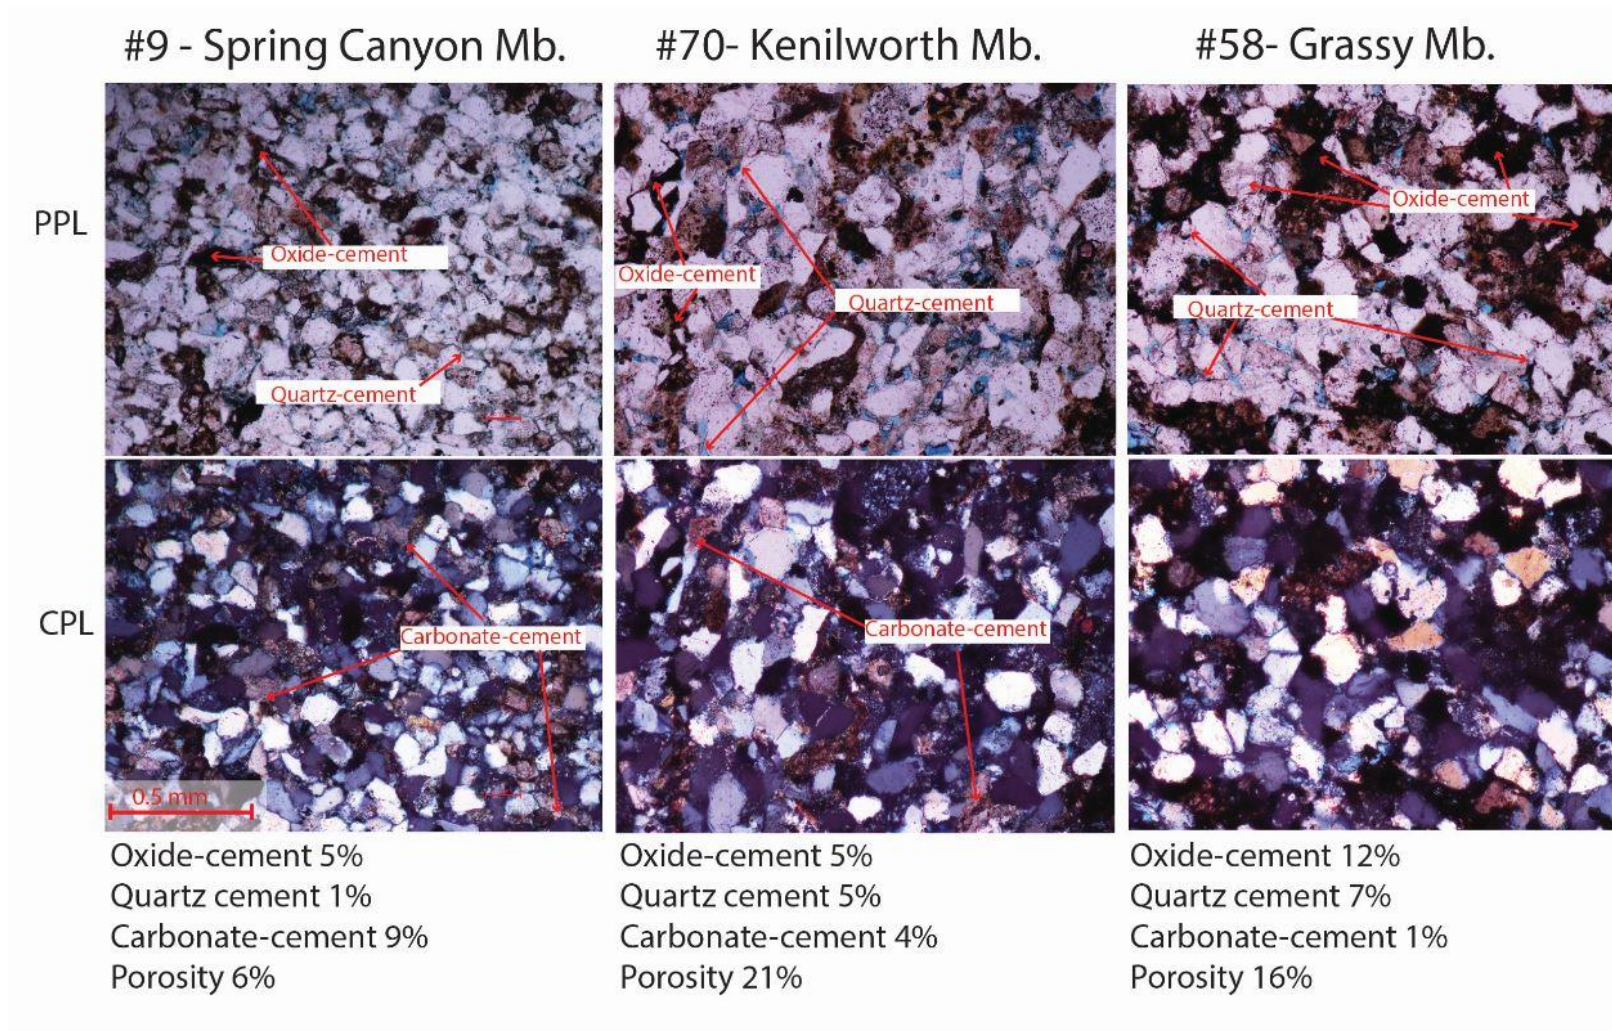 #9 - Spring Canyon Mb.
#70- Kenilworth Mb.
#58- Grassy Mb.
PPL
Oxide-cement
Quartz-cement
Oxide-cement
Quartz-cement
Oxide-cement
Quartz-cement
CPL
Carbonate-cement
0.5 mm
Carbonate-cement
Oxide-cement 5%
Quartz cement 1%
Carbonate-cement 9%
Porosity 6%
Oxide-cement 5%
Quartz cement 5%
Carbonate-cement 4%
Porosity 21%
Oxide-cement 12%
Quartz cement 7%
Carbonate-cement 1%
Porosity 16%